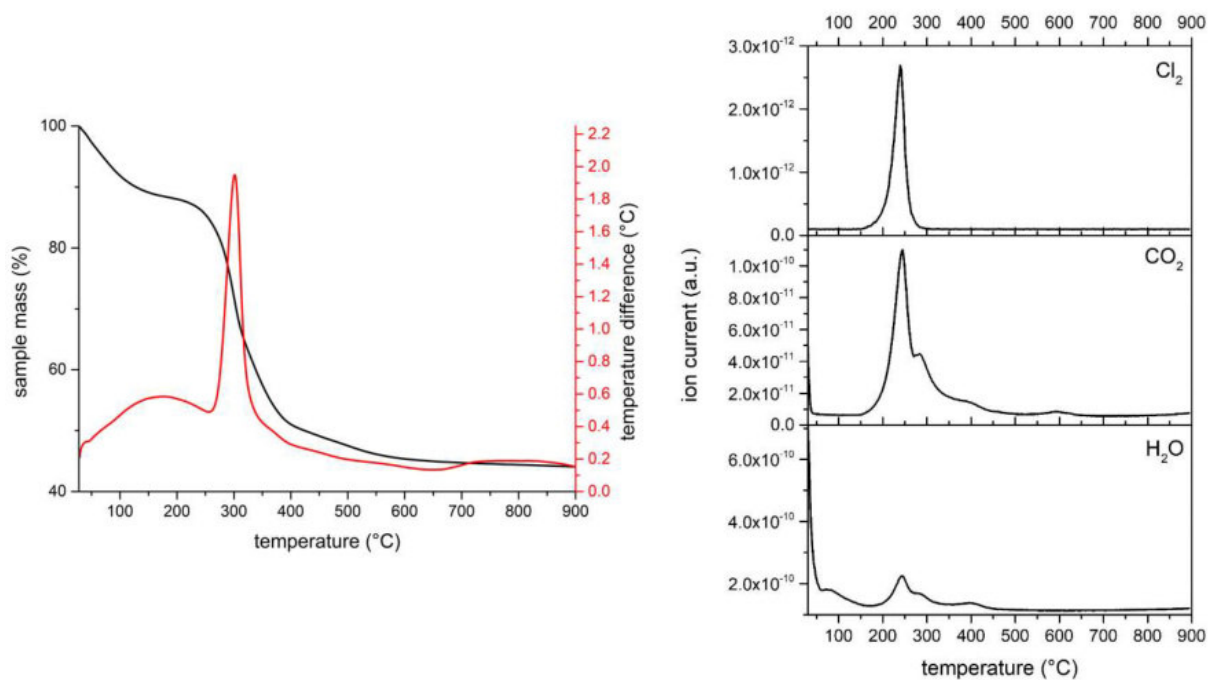 100
80
60
40
sample mass (%)
100 200 300 400 500 600 700 800 900
temperature (°C)
2.2
2.0
1.8
1.6
1.4
1.2
1.0
0.8
0.6
0.4
0.2
0.0
temperature difference (°C)
100 200 300 400 500 600 700 800 900
3.0x10⁻¹²
2.0x10⁻¹²
1.0x10⁻¹²
0.0
Cl₂
1.0x10⁻¹⁰
8.0x10⁻¹¹
6.0x10⁻¹¹
4.0x10⁻¹¹
2.0x10⁻¹¹
0.0
CO₂
6.0x10⁻¹⁰
4.0x10⁻¹⁰
2.0x10⁻¹⁰
H₂O
ion current (a.u.)
100 200 300 400 500 600 700 800 900
temperature (°C)